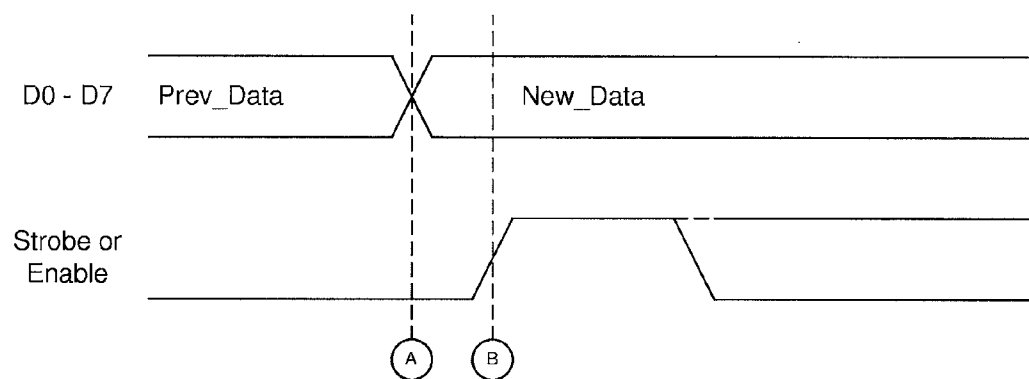 D0 - D7
Prev_Data
New_Data
Strobe or
Enable
A
B